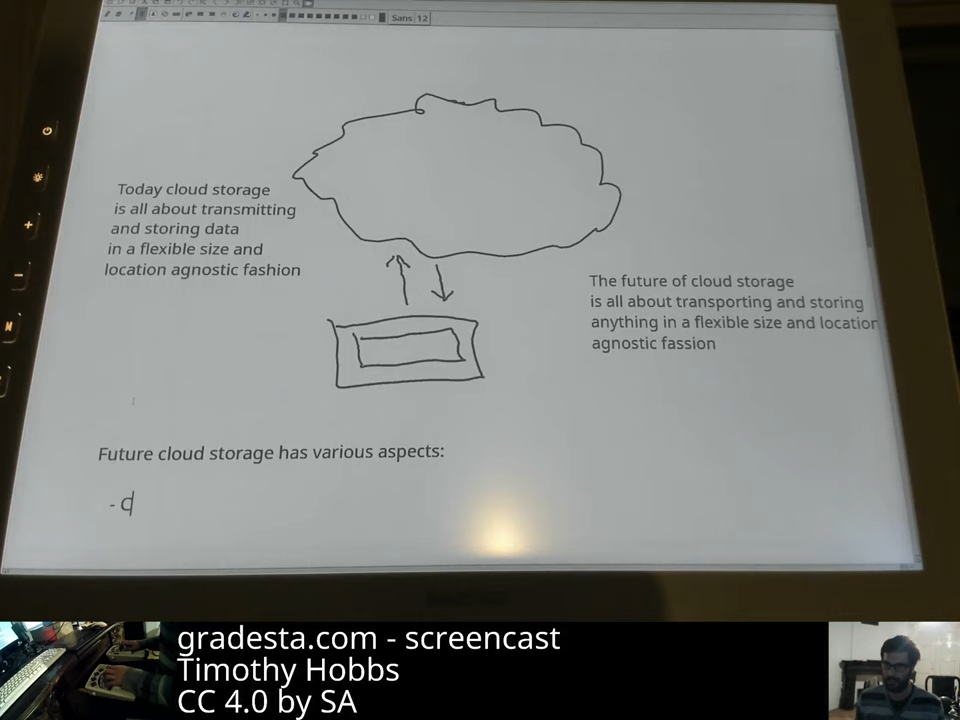 Sans 12
Today cloud storage
is all about transmitting
and storing data
in a flexible size and
location agnostic fashion
The future of cloud storage
is all about transporting and storing
anything in a flexible size and location
agnostic fassion
Future cloud storage has various aspects:
- d
gradesta.com - screencast
Timothy Hobbs
CC 4.0 by SA